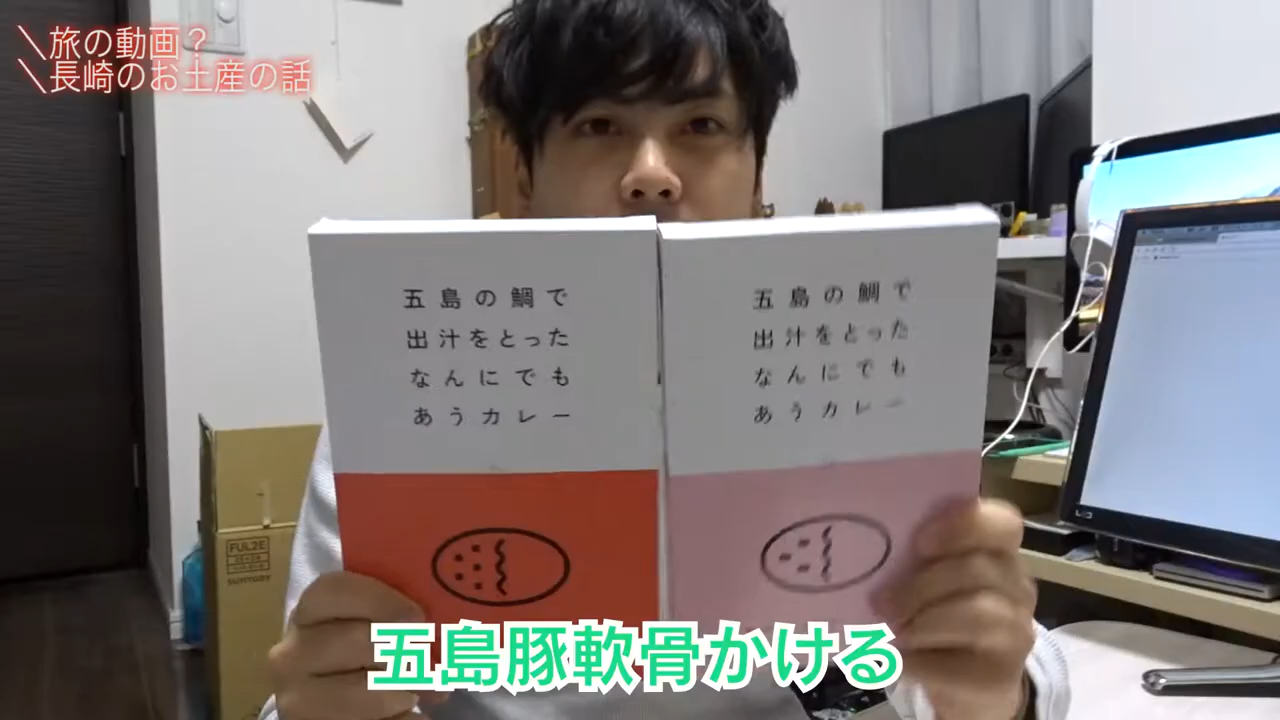 ＼旅の動画？
＼長崎のお土産の話
五島の鯛で
出汁をとった
なんにでも
あうカレー
五島の鯛で
出汁をとった
なんにでも
あうカレー
FUL2E
SUNTORY
五島豚軟骨かける